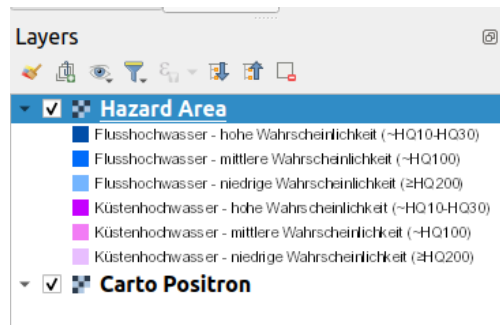 Layers
Hazard Area
Flusshochwasser - hohe Wahrscheinlichkeit (~HQ10-HQ30)
Flusshochwasser - mittlere Wahrscheinlichkeit (~HQ100)
Flusshochwasser - niedrige Wahrscheinlichkeit (≥HQ200)
Küstenhochwasser - hohe Wahrscheinlichkeit (~HQ10-HQ30)
Küstenhochwasser - mittlere Wahrscheinlichkeit (~HQ100)
Küstenhochwasser - niedrige Wahrscheinlichkeit (≥HQ200)
Carto Positron